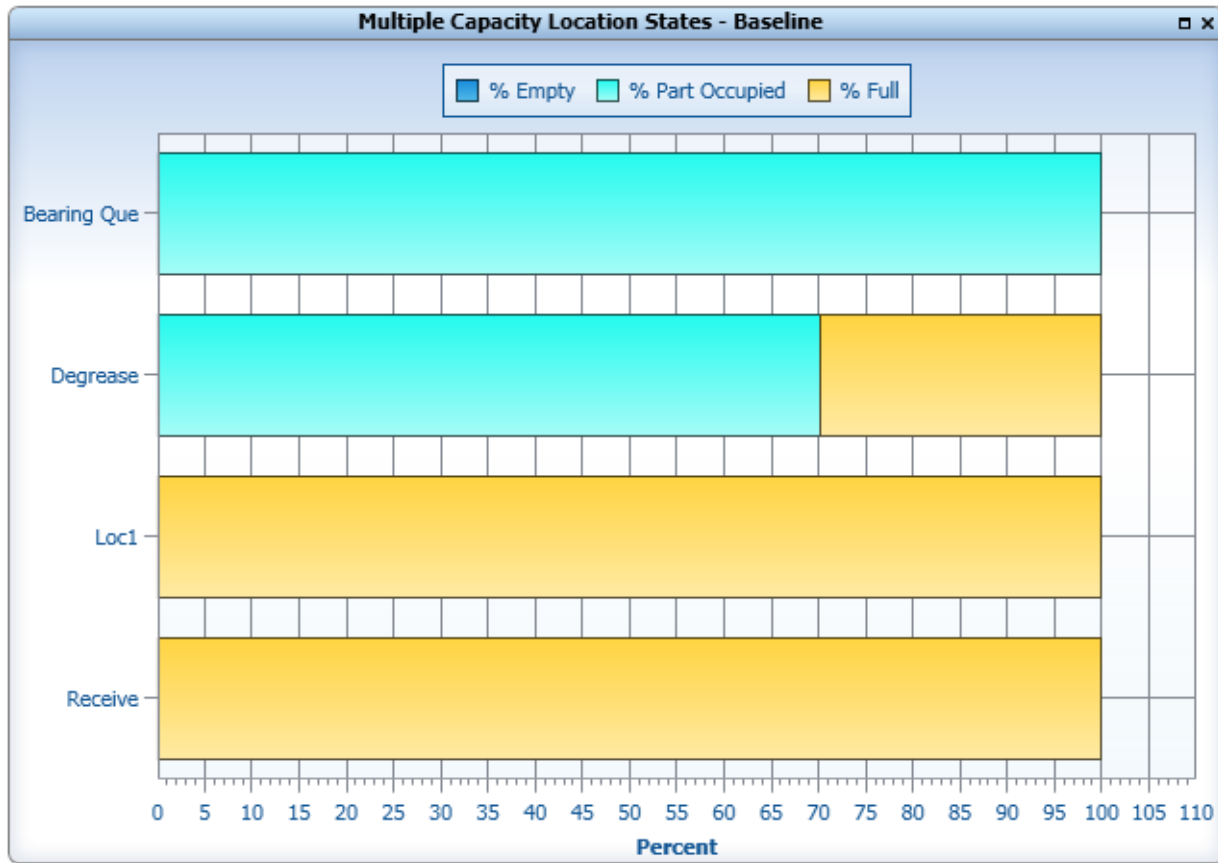 Multiple Capacity Location States - Baseline
% Empty % Part Occupied % Full
Bearing Que
Degrease
Loc1
Receive
0 5 10 15 20 25 30 35 40 45 50 55 60 65 70 75 80 85 90 95 100 105 110
Percent